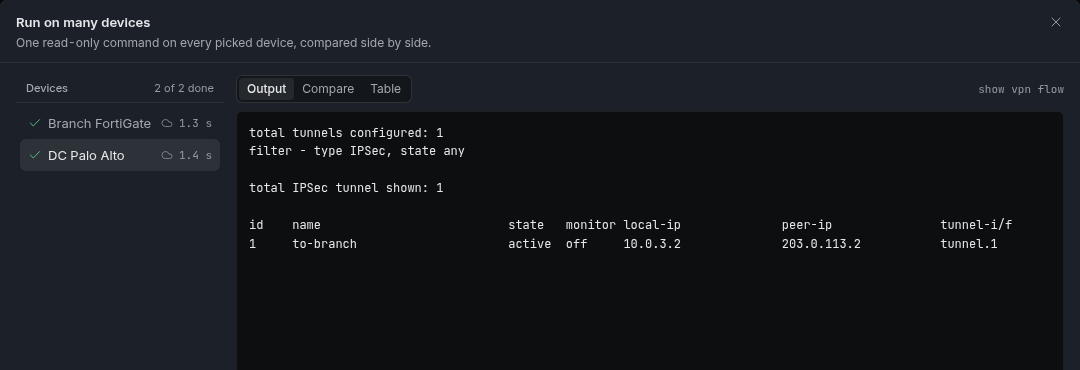 Run on many devices
One read-only command on every picked device, compared side by side.
Devices 2 of 2 done
Output Compare Table
show vpn flow
Branch FortiGate 1.3 s
DC Palo Alto 1.4 s
total tunnels configured: 1
filter - type IPSec, state any
total IPSec tunnel shown: 1
id name state monitor local-ip peer-ip tunnel-i/f
1 to-branch active off 10.0.3.2 203.0.113.2 tunnel.1